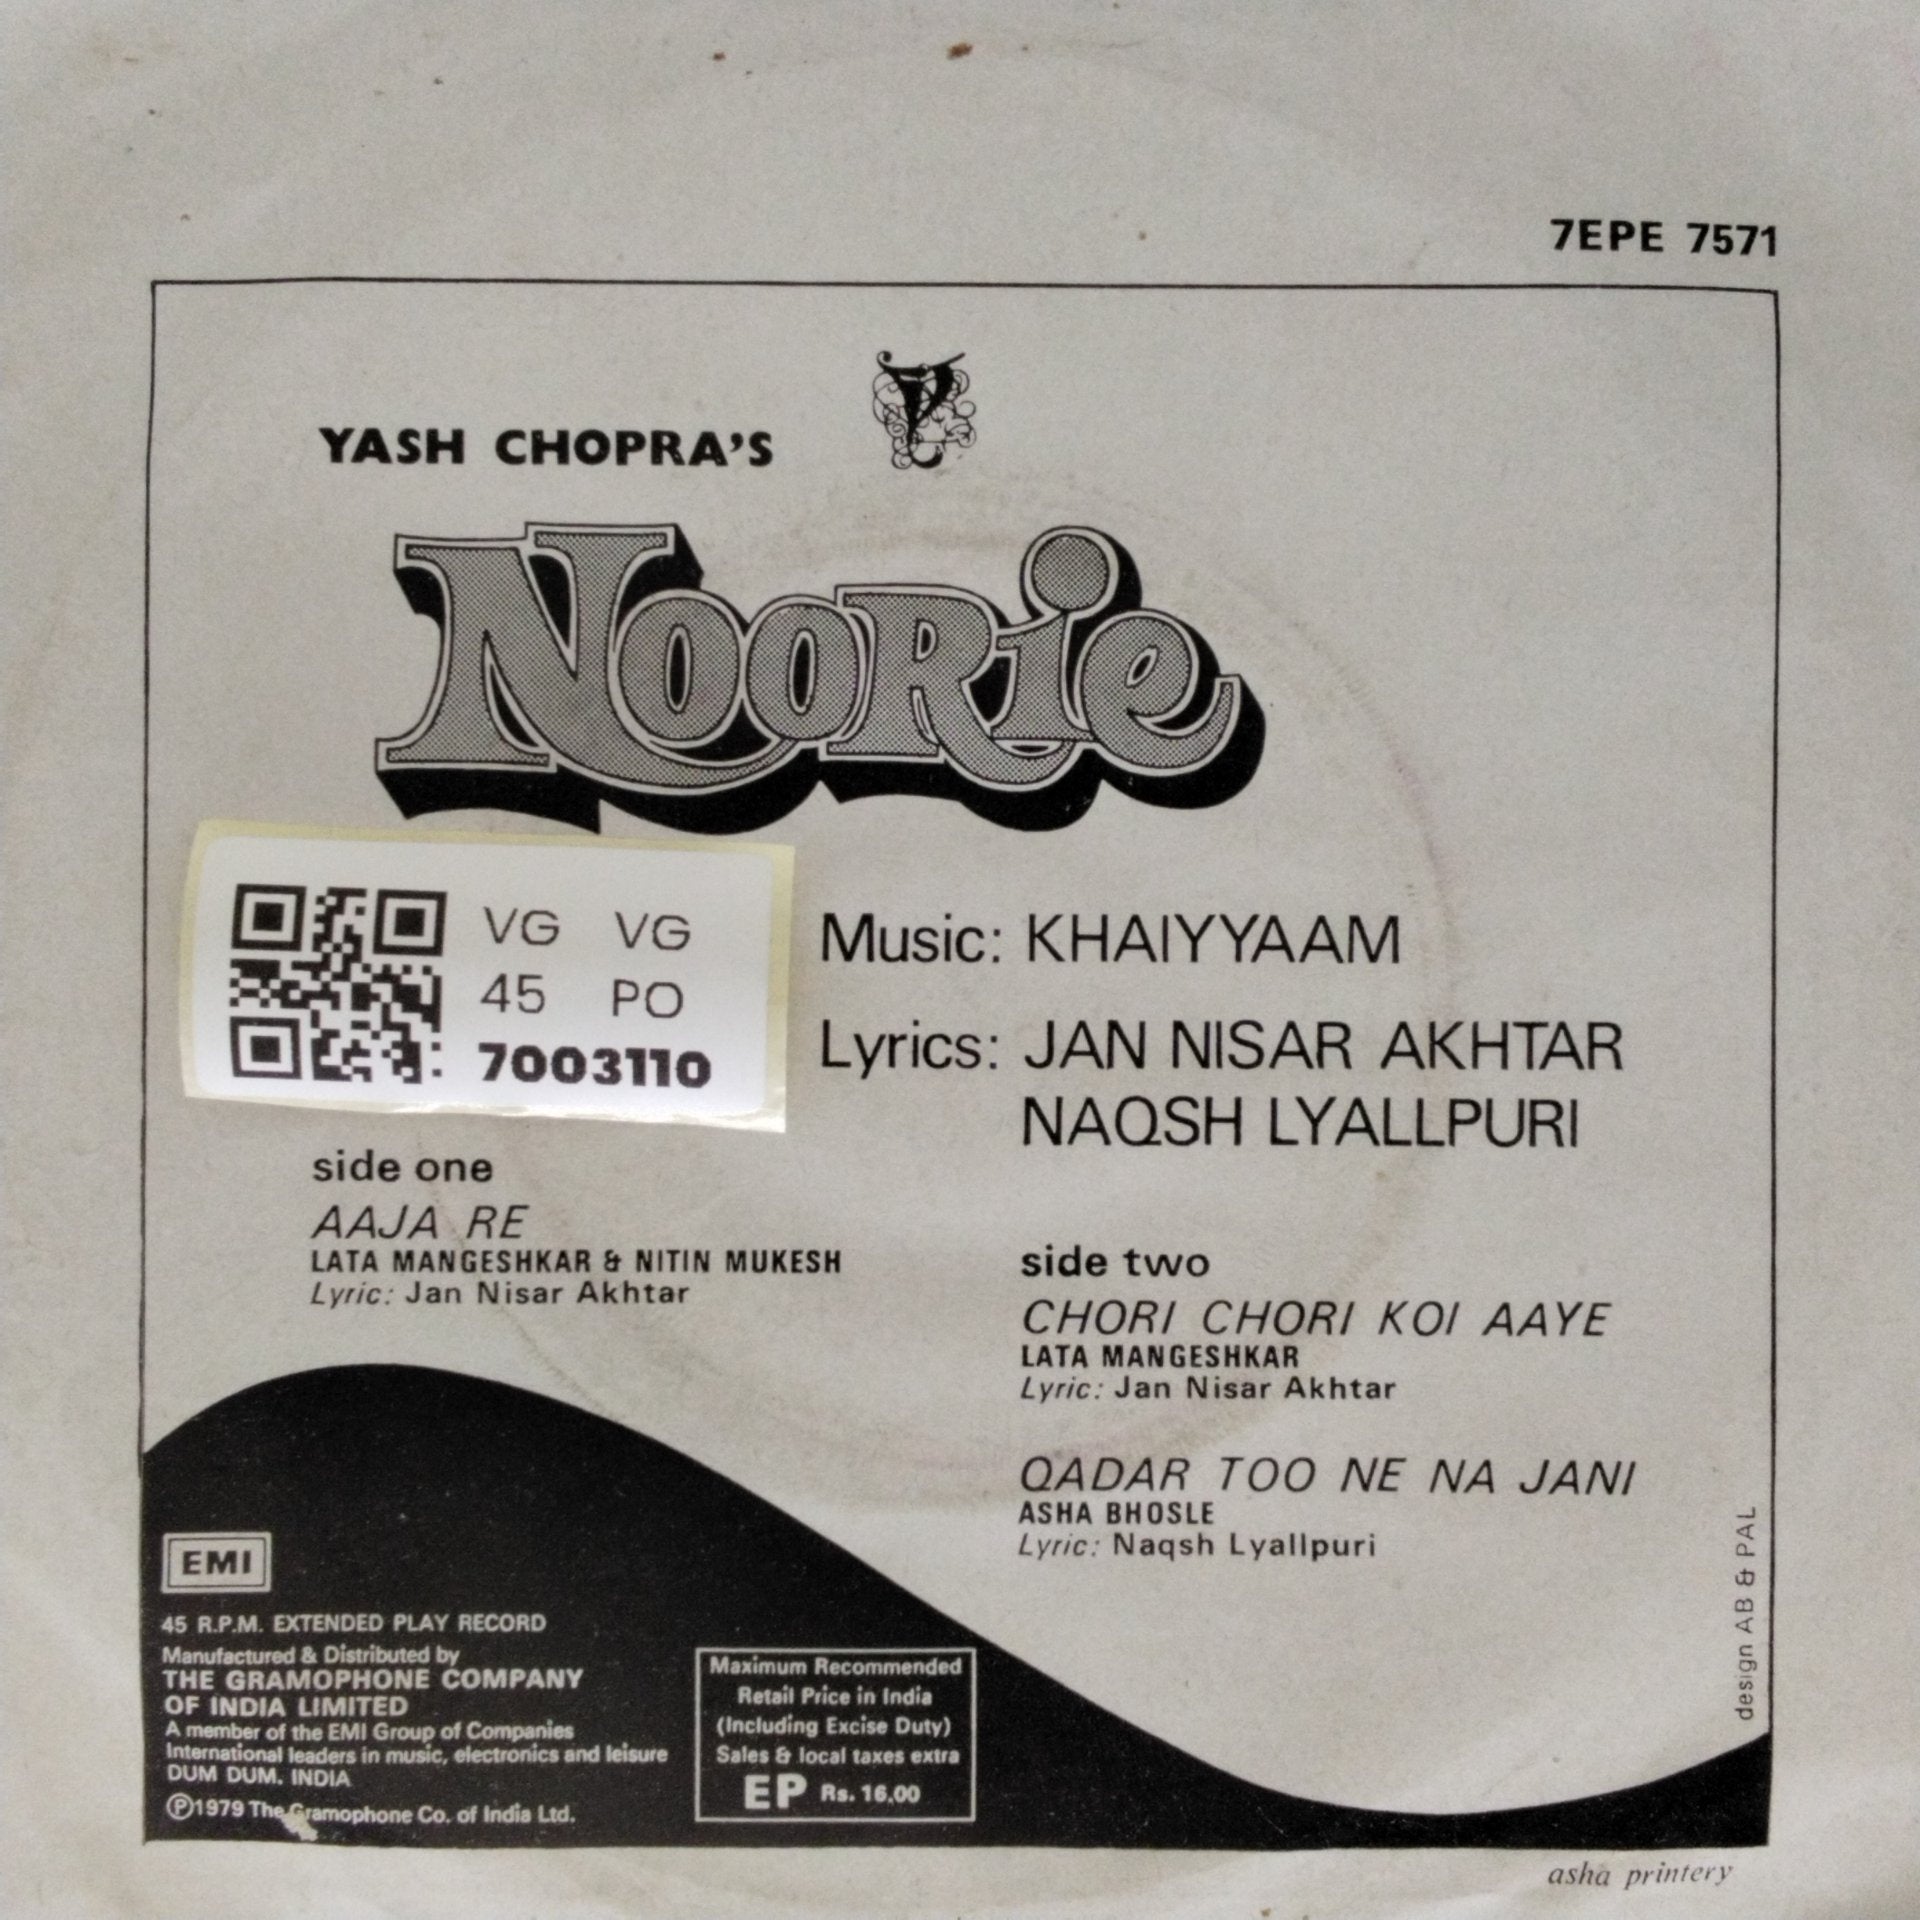 7EPE 7571
YASH CHOPRA'S
NOORIE
VG VG
45 PO
7003110
Music: KHAIYYAAM
Lyrics: JAN NISAR AKHTAR
NAQSH LYALLPURI
side one
AAJA RE
LATA MANGESHKAR & NITIN MUKESH
Lyric: Jan Nisar Akhtar
side two
CHORI CHORI KOI AAYE
LATA MANGESHKAR
Lyric: Jan Nisar Akhtar
QADAR TOO NE NA JANI
ASHA BHOSLE
Lyric: Naqsh Lyallpuri
EMI
45 R.P.M. EXTENDED PLAY RECORD
Manufactured & Distributed by
THE GRAMOPHONE COMPANY
OF INDIA LIMITED
A member of the EMI Group of Companies
International leaders in music, electronics and leisure
DUM DUM. INDIA
Ⓟ1979 The Gramophone Co. of India Ltd.
Maximum Recommended
Retail Price in India
(Including Excise Duty)
Sales & local taxes extra
EP Rs. 16.00
design AB & PAL
asha printery